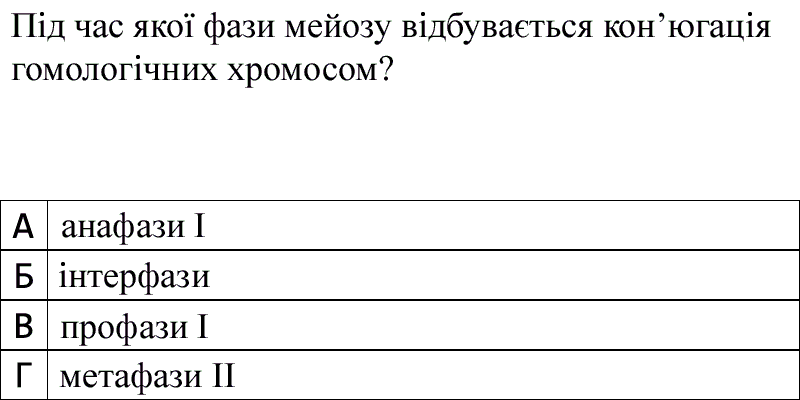 Під час якої фази мейозу відбувається кон’югація
гомологічних хромосом?
А анафази І
Б інтерфази
В профази І
Г метафази ІІ